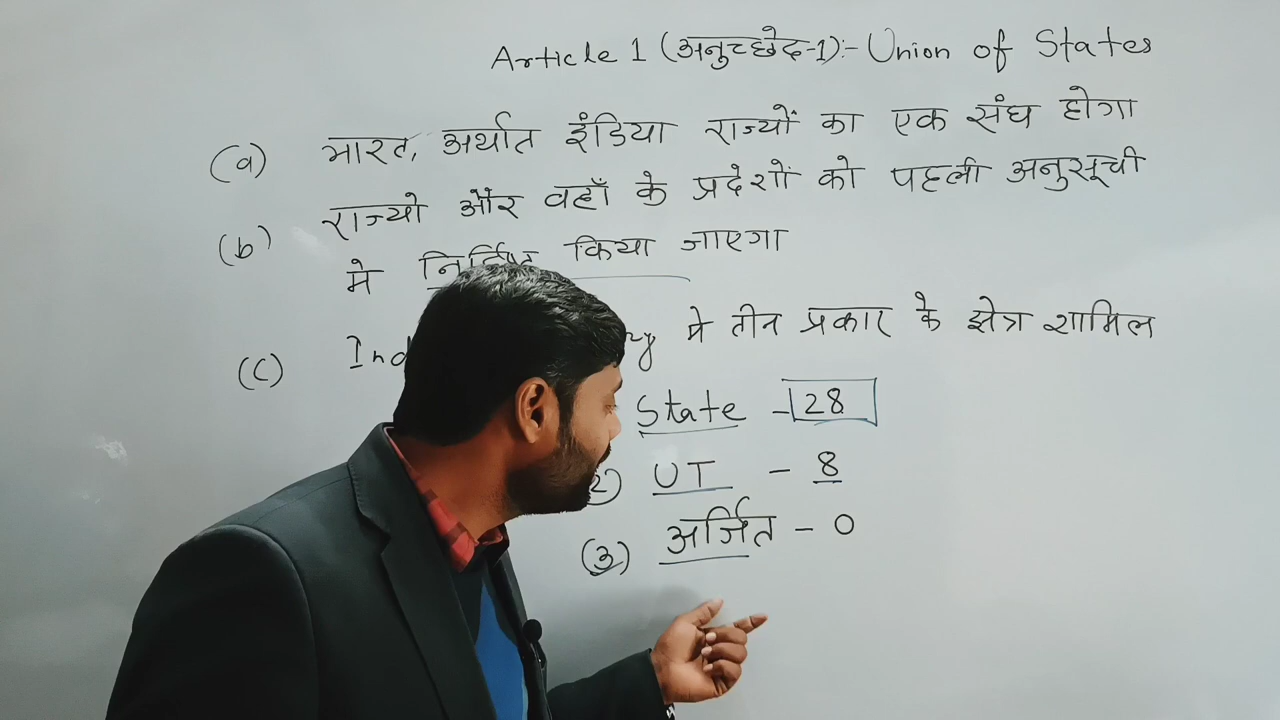 Article 1 (अनुच्छेद-1):- Union of States
(a) भारत, अर्थात इंडिया राज्यों का एक संघ होगा
(b) राज्यो और वहाँ के प्रदेशों को पहली अनुसूची
मे निर्दिष्ट किया जाएगा
(c) मे तीन प्रकार के क्षेत्र शामिल
State - 28
(2) UT - 8
(3) अर्जित - 0